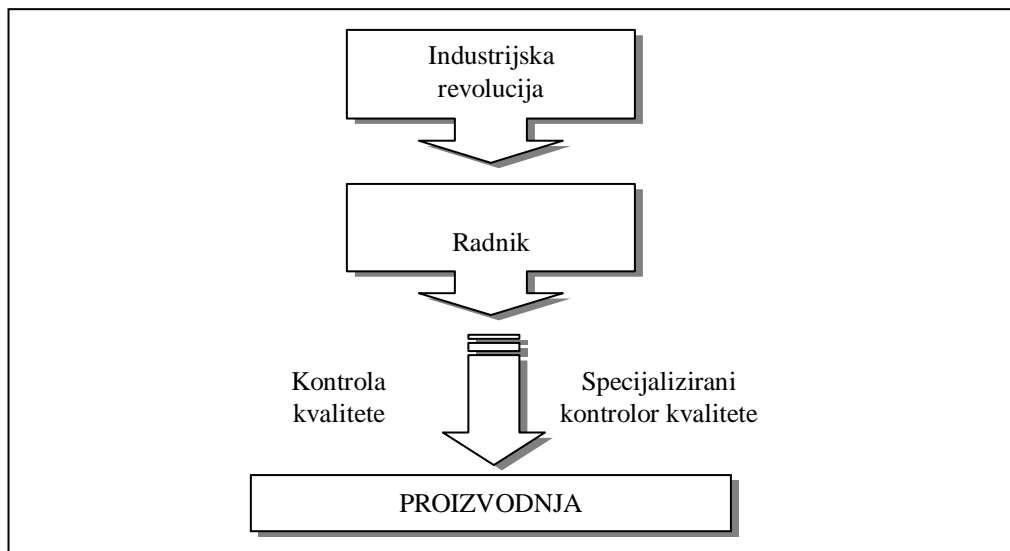 Industrijska
revolucija
Radnik
Kontrola
kvalitete
Specijalizirani
kontrolor kvalitete
PROIZVODNJA